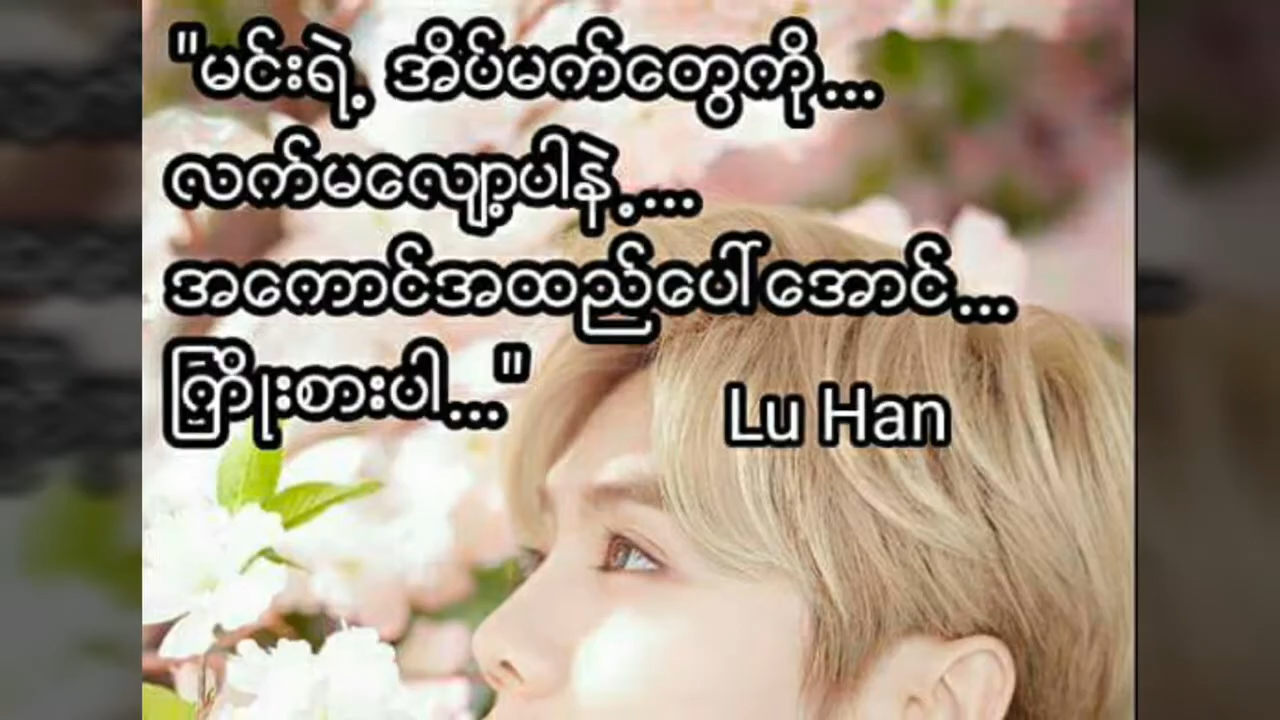 "မင်းရဲ့ အိပ်မက်တွေကို...
လက်မလျော့ပါနဲ့....
အကောင်အထည်ပေါ်အောင်...
ကြိုးစားပါ..."
Lu Han